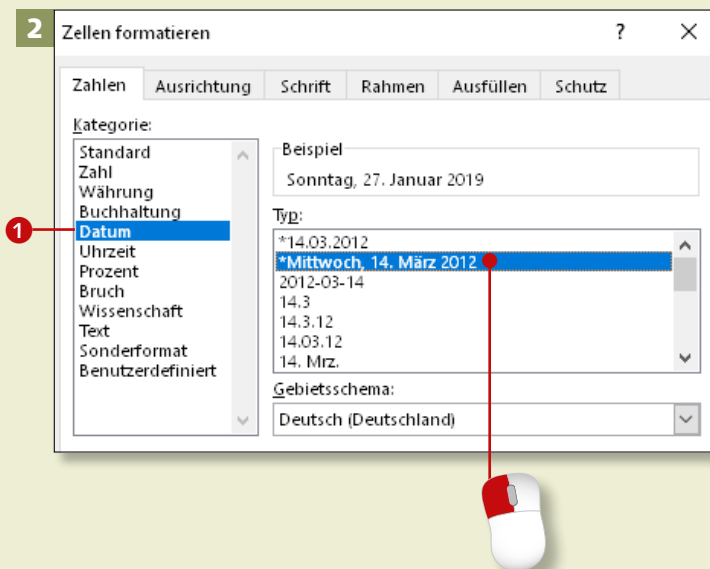 2
Zellen formatieren ? ×
Zahlen Ausrichtung Schrift Rahmen Ausfüllen Schutz
Kategorie:
Standard
Zahl
Währung
Buchhaltung
1 Datum
Uhrzeit
Prozent
Bruch
Wissenschaft
Text
Sonderformat
Benutzerdefiniert
Beispiel
Sonntag, 27. Januar 2019
Typ:
*14.03.2012
*Mittwoch, 14. März 2012
2012-03-14
14.3
14.3.12
14.03.12
14. Mrz.
Gebietsschema:
Deutsch (Deutschland)